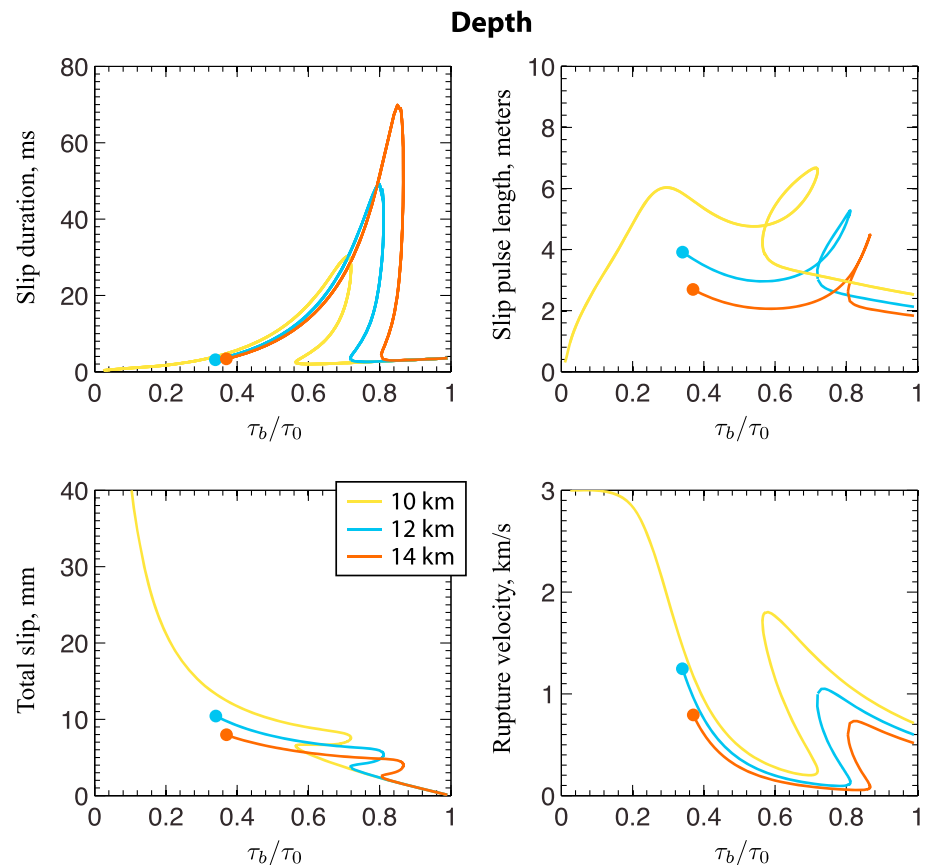 Depth
Slip duration, ms
80
60
40
20
0
0 0.2 0.4 0.6 0.8 1
τb/τ0
Slip pulse length, meters
10
8
6
4
2
0
0 0.2 0.4 0.6 0.8 1
τb/τ0
Total slip, mm
40
30
20
10
0
0 0.2 0.4 0.6 0.8 1
τb/τ0
10 km
12 km
14 km
Rupture velocity, km/s
3
2
1
0
0 0.2 0.4 0.6 0.8 1
τb/τ0